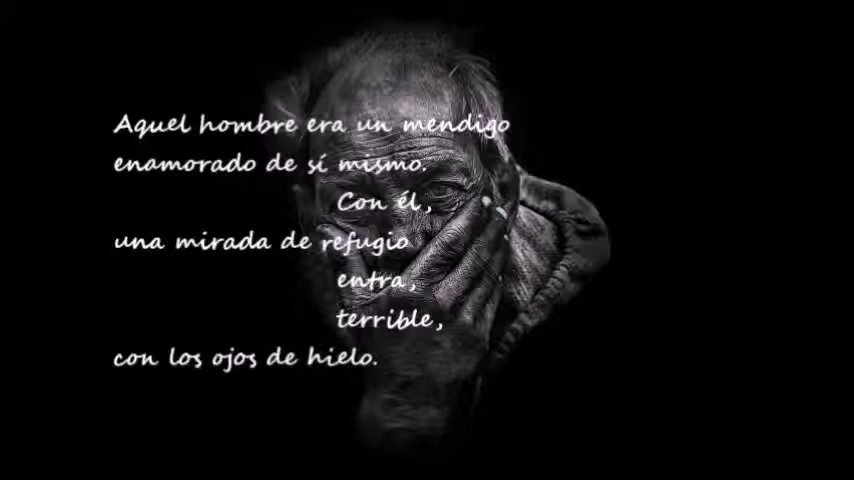 Aquel hombre era un mendigo
enamorado de sí mismo.
Con él,
una mirada de refugio
entra,
terrible,
con los ojos de hielo.